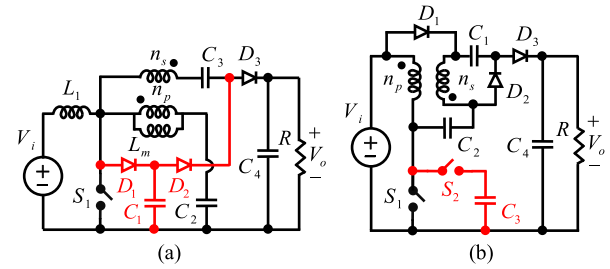 n_s C_3 D_3
L_1 n_p
L_m
V_i R + V_o −
D_1 D_2
S_1 C_1 C_2 C_4
(a)
D_1
C_1 D_3
n_p n_s
D_2
V_i C_2 R + V_o −
S_2 C_4
S_1 C_3
(b)